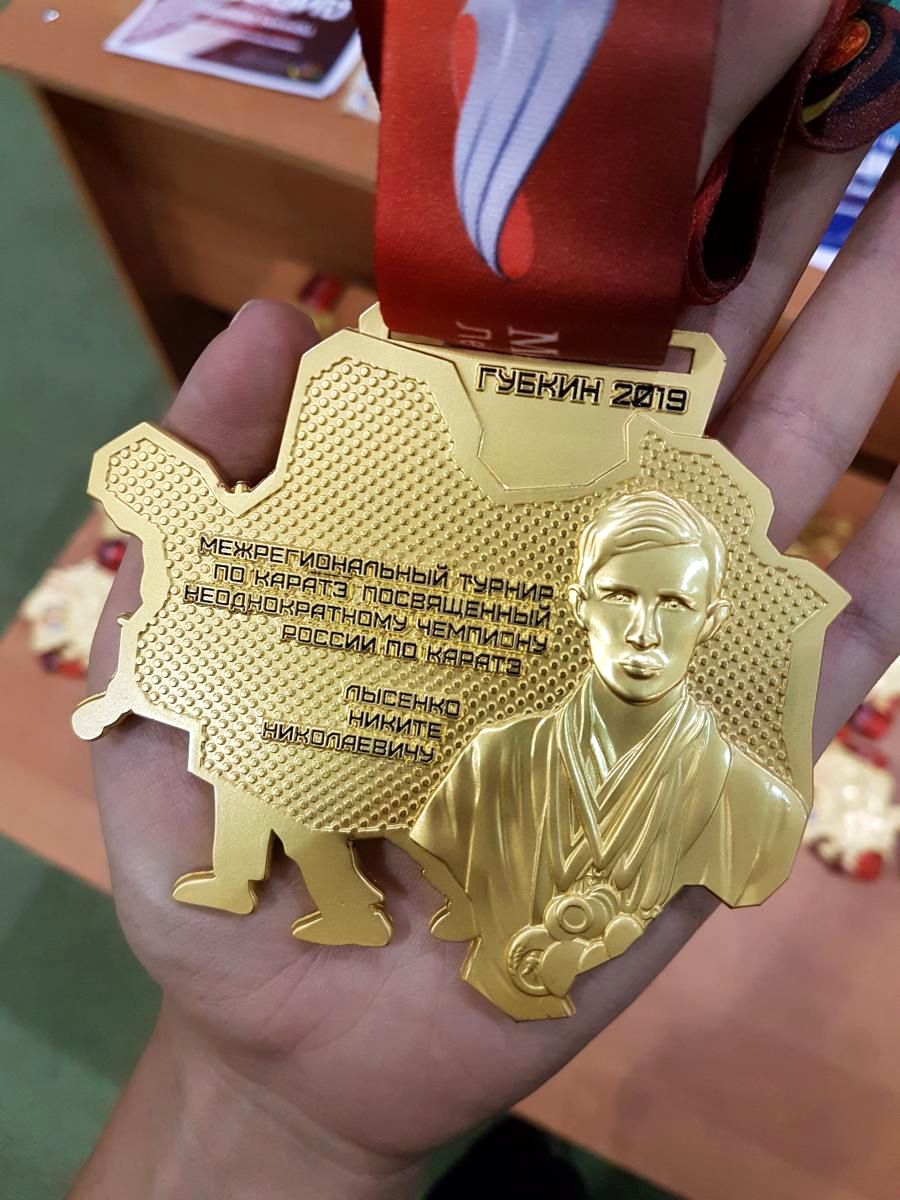 ГУБКИН 2019
МЕЖРЕГИОНАЛЬНЫЙ ТУРНИР
ПО КАРАТЭ, ПОСВЯЩЕННЫЙ
НЕОДНОКРАТНОМУ ЧЕМПИОНУ
РОССИИ ПО КАРАТЭ
ЛЫСЕНКО
НИКИТЕ
НИКОЛАЕВИЧУ